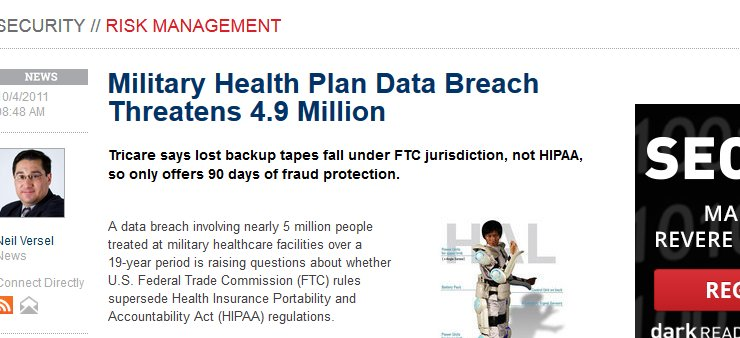 SECURITY // RISK MANAGEMENT
NEWS
10/4/2011
08:48 AM
Neil Versel
News
Connect Directly
Military Health Plan Data Breach
Threatens 4.9 Million
Tricare says lost backup tapes fall under FTC jurisdiction, not HIPAA,
so only offers 90 days of fraud protection.
A data breach involving nearly 5 million people
treated at military healthcare facilities over a
19-year period is raising questions about whether
U.S. Federal Trade Commission (FTC) rules
supersede Health Insurance Portability and
Accountability Act (HIPAA) regulations.
HAL
Battery Pack
Power Units
SEC
MA
REVERE
REG
dark READ